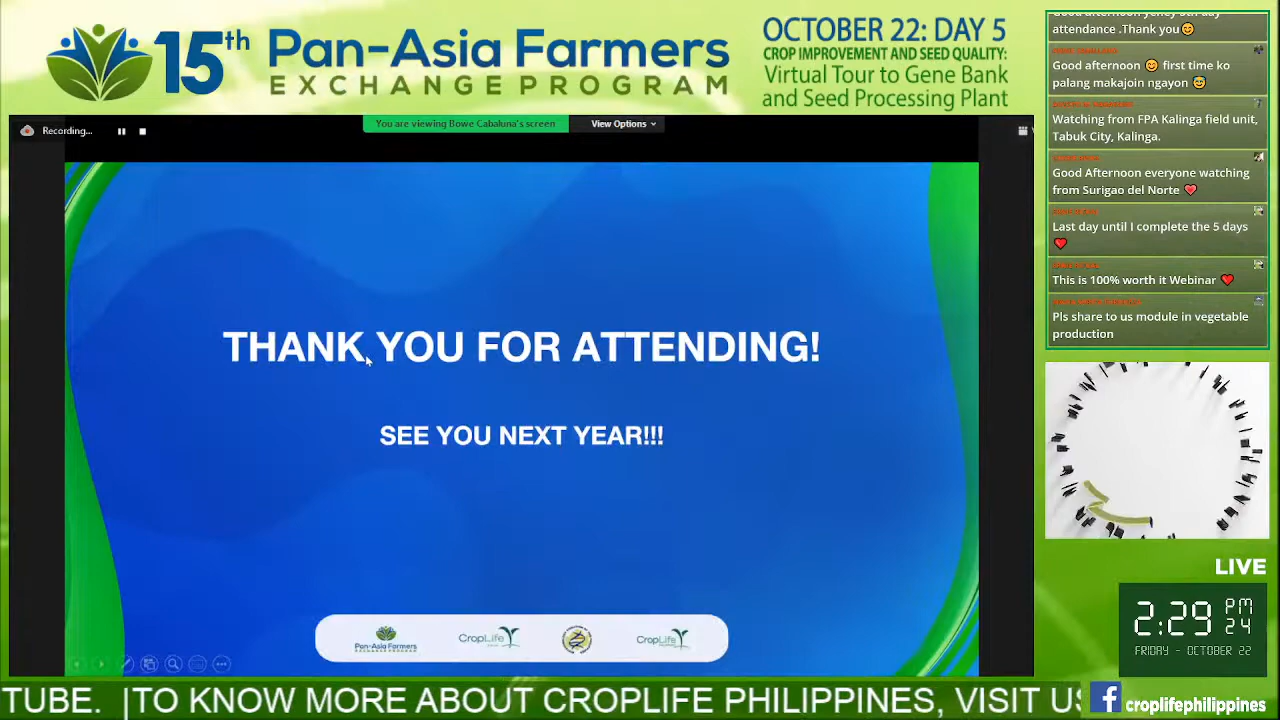 15th Pan-Asia Farmers
EXCHANGE PROGRAM
OCTOBER 22: DAY 5
CROP IMPROVEMENT AND SEED QUALITY:
Virtual Tour to Gene Bank
and Seed Processing Plant
Recording...
You are viewing Bowe Cabaluna's screen
View Options
THANK YOU FOR ATTENDING!
SEE YOU NEXT YEAR!!!
Pan-Asia Farmers
EXCHANGE PROGRAM
CropLife
CropLife
attendance .Thank you😊
Good afternoon 😊 first time ko
palang makajoin ngayon 😅
Watching from FPA Kalinga field unit,
Tabuk City, Kalinga.
Good Afternoon everyone watching
from Surigao del Norte ❤
Last day until I complete the 5 days
❤
This is 100% worth it Webinar ❤
Pls share to us module in vegetable
production
LIVE
2:29 PM
24
FRIDAY - OCTOBER 22
TUBE. |TO KNOW MORE ABOUT CROPLIFE PHILIPPINES, VISIT US
croplifephilippines